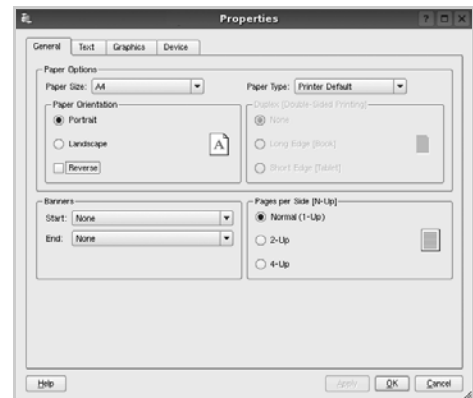 Properties
General Text Graphics Device
Paper Options
Paper Size: A4
Paper Type: Printer Default
Paper Orientation
Portrait
Landscape
Reverse
A
Duplex [Double-Sided Printing]
None
Long Edge [Book]
Short Edge [Tablet]
Banners
Start: None
End: None
Pages per Side [N-Up]
Normal (1-Up)
2-Up
4-Up
Help Apply OK Cancel